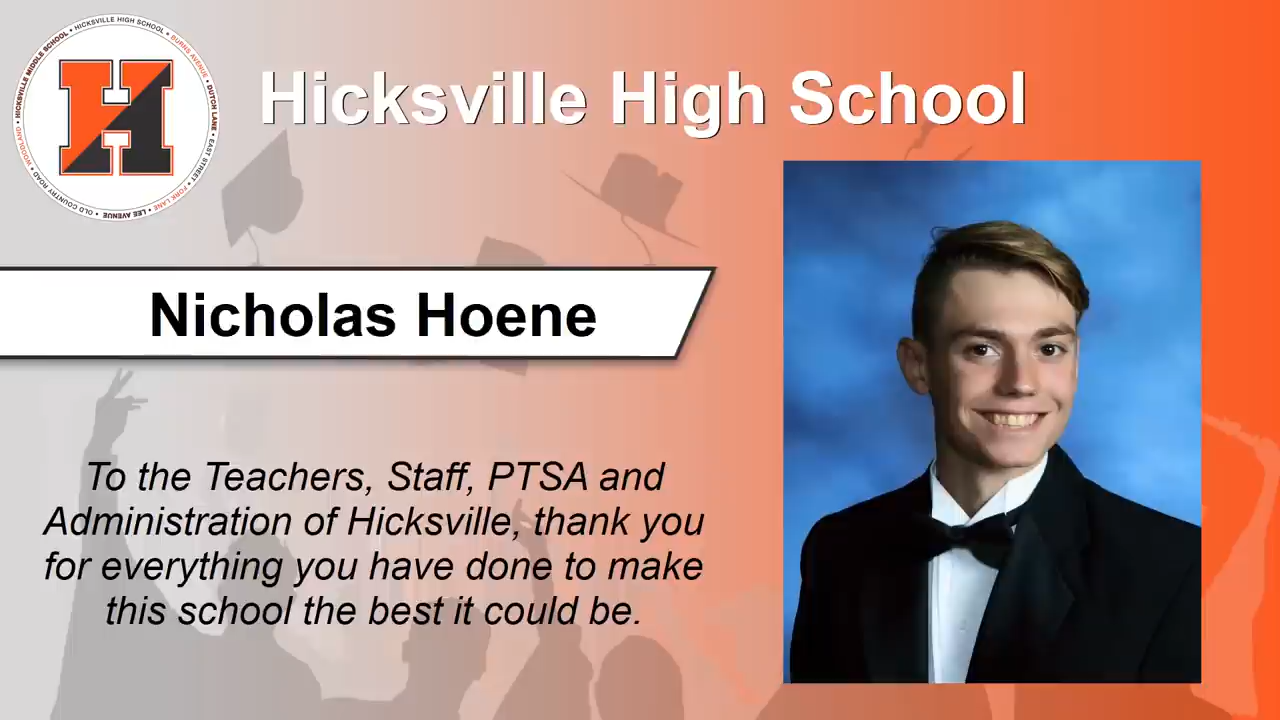 • HICKSVILLE MIDDLE SCHOOL • HICKSVILLE HIGH SCHOOL • BURNS AVENUE • DUTCH LANE • EAST STREET • FORK LANE • LEE AVENUE • OLD COUNTRY ROAD • WOODLAND
H
Hicksville High School
Nicholas Hoene
To the Teachers, Staff, PTSA and
Administration of Hicksville, thank you
for everything you have done to make
this school the best it could be.